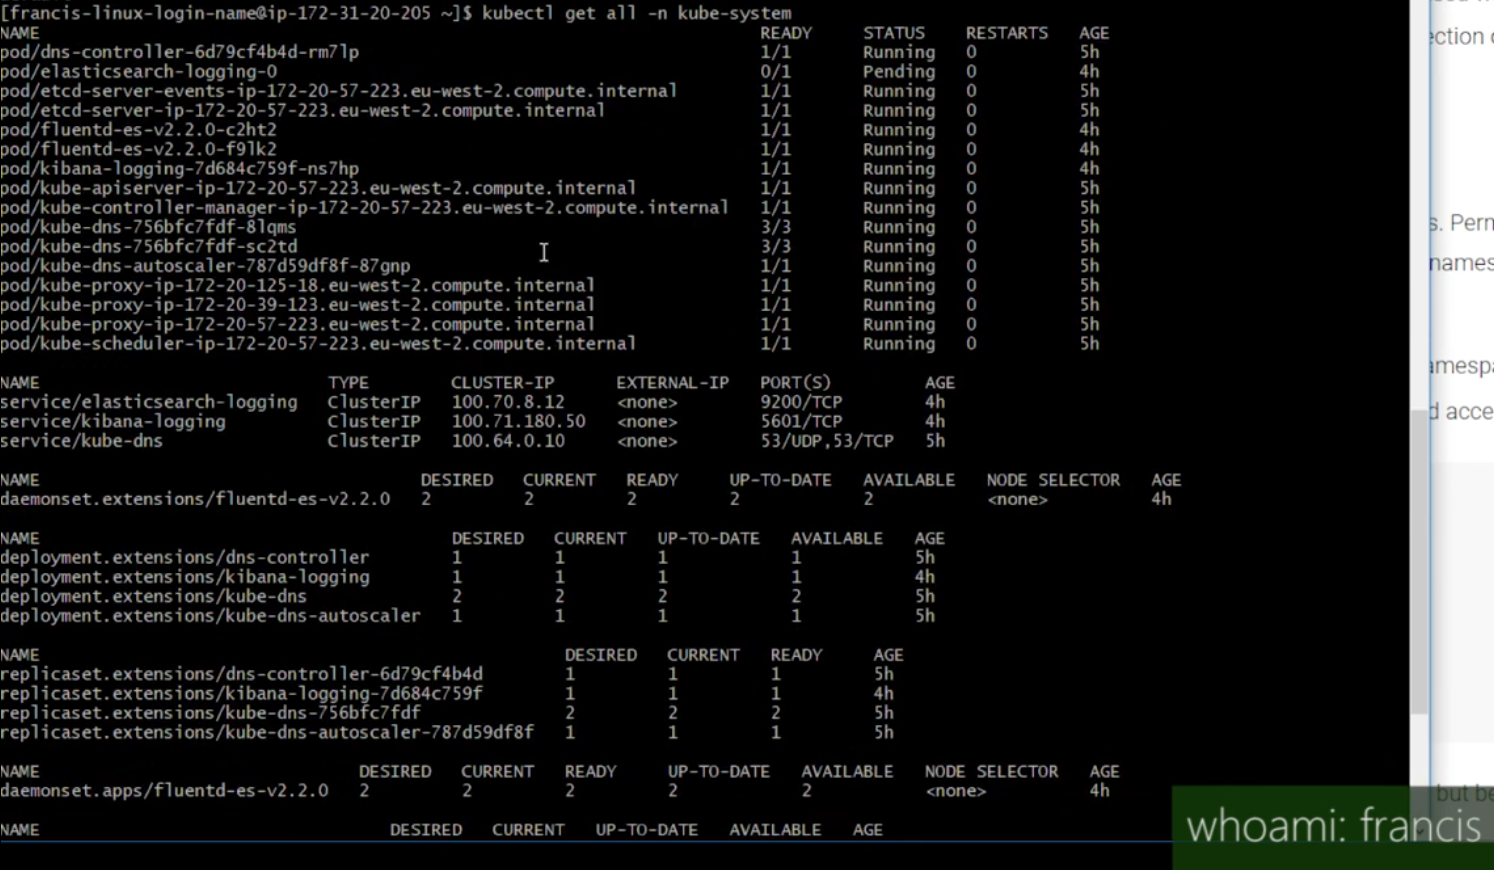 [francis-linux-login-name@ip-172-31-20-205 ~]$ kubectl get all -n kube-system
NAME READY STATUS RESTARTS AGE
pod/dns-controller-6d79cf4b4d-rm7lp 1/1 Running 0 5h
pod/elasticsearch-logging-0 0/1 Pending 0 4h
pod/etcd-server-events-ip-172-20-57-223.eu-west-2.compute.internal 1/1 Running 0 5h
pod/etcd-server-ip-172-20-57-223.eu-west-2.compute.internal 1/1 Running 0 5h
pod/fluentd-es-v2.2.0-c2ht2 1/1 Running 0 4h
pod/fluentd-es-v2.2.0-f9lk2 1/1 Running 0 4h
pod/kibana-logging-7d684c759f-ns7hp 1/1 Running 0 4h
pod/kube-apiserver-ip-172-20-57-223.eu-west-2.compute.internal 1/1 Running 0 5h
pod/kube-controller-manager-ip-172-20-57-223.eu-west-2.compute.internal 1/1 Running 0 5h
pod/kube-dns-756bfc7fdf-8lqms 3/3 Running 0 5h
pod/kube-dns-756bfc7fdf-sc2td 3/3 Running 0 5h
pod/kube-dns-autoscaler-787d59df8f-87gnp 1/1 Running 0 5h
pod/kube-proxy-ip-172-20-125-18.eu-west-2.compute.internal 1/1 Running 0 5h
pod/kube-proxy-ip-172-20-39-123.eu-west-2.compute.internal 1/1 Running 0 5h
pod/kube-proxy-ip-172-20-57-223.eu-west-2.compute.internal 1/1 Running 0 5h
pod/kube-scheduler-ip-172-20-57-223.eu-west-2.compute.internal 1/1 Running 0 5h
NAME TYPE CLUSTER-IP EXTERNAL-IP PORT(S) AGE
service/elasticsearch-logging ClusterIP 100.70.8.12 <none> 9200/TCP 4h
service/kibana-logging ClusterIP 100.71.180.50 <none> 5601/TCP 4h
service/kube-dns ClusterIP 100.64.0.10 <none> 53/UDP,53/TCP 5h
NAME DESIRED CURRENT READY UP-TO-DATE AVAILABLE NODE SELECTOR AGE
daemonset.extensions/fluentd-es-v2.2.0 2 2 2 2 2 <none> 4h
NAME DESIRED CURRENT UP-TO-DATE AVAILABLE AGE
deployment.extensions/dns-controller 1 1 1 1 5h
deployment.extensions/kibana-logging 1 1 1 1 4h
deployment.extensions/kube-dns 2 2 2 2 5h
deployment.extensions/kube-dns-autoscaler 1 1 1 1 5h
NAME DESIRED CURRENT READY AGE
replicaset.extensions/dns-controller-6d79cf4b4d 1 1 1 5h
replicaset.extensions/kibana-logging-7d684c759f 1 1 1 4h
replicaset.extensions/kube-dns-756bfc7fdf 2 2 2 5h
replicaset.extensions/kube-dns-autoscaler-787d59df8f 1 1 1 5h
NAME DESIRED CURRENT READY UP-TO-DATE AVAILABLE NODE SELECTOR AGE
daemonset.apps/fluentd-es-v2.2.0 2 2 2 2 2 <none> 4h
NAME DESIRED CURRENT UP-TO-DATE AVAILABLE AGE
s. Pern
names
d acce
but be
whoami: francis